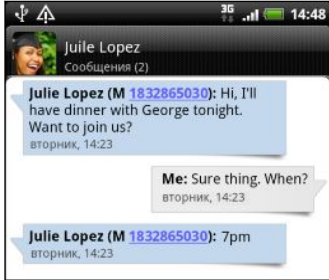 3G 14:48
Juile Lopez
Сообщения (2)
Julie Lopez (M 1832865030): Hi, I'll
have dinner with George tonight.
Want to join us?
вторник, 14:23
Me: Sure thing. When?
вторник, 14:23
Julie Lopez (M 1832865030): 7pm
вторник, 14:23